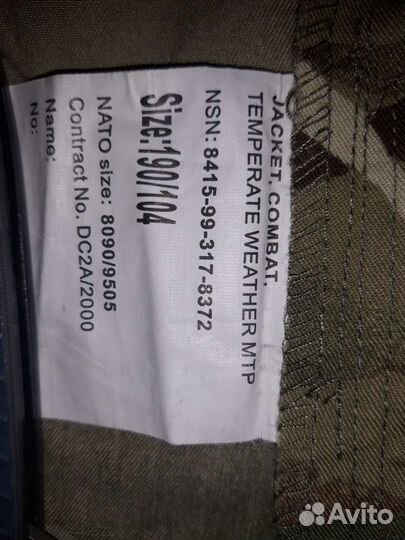 JACKET, COMBAT,
TEMPERATE WEATHER MTP
NSN: 8415-99-317-8372
Size:190/104
NATO size: 8090/9505
Contract No. DC2A/2000
Name:
No:
Avito